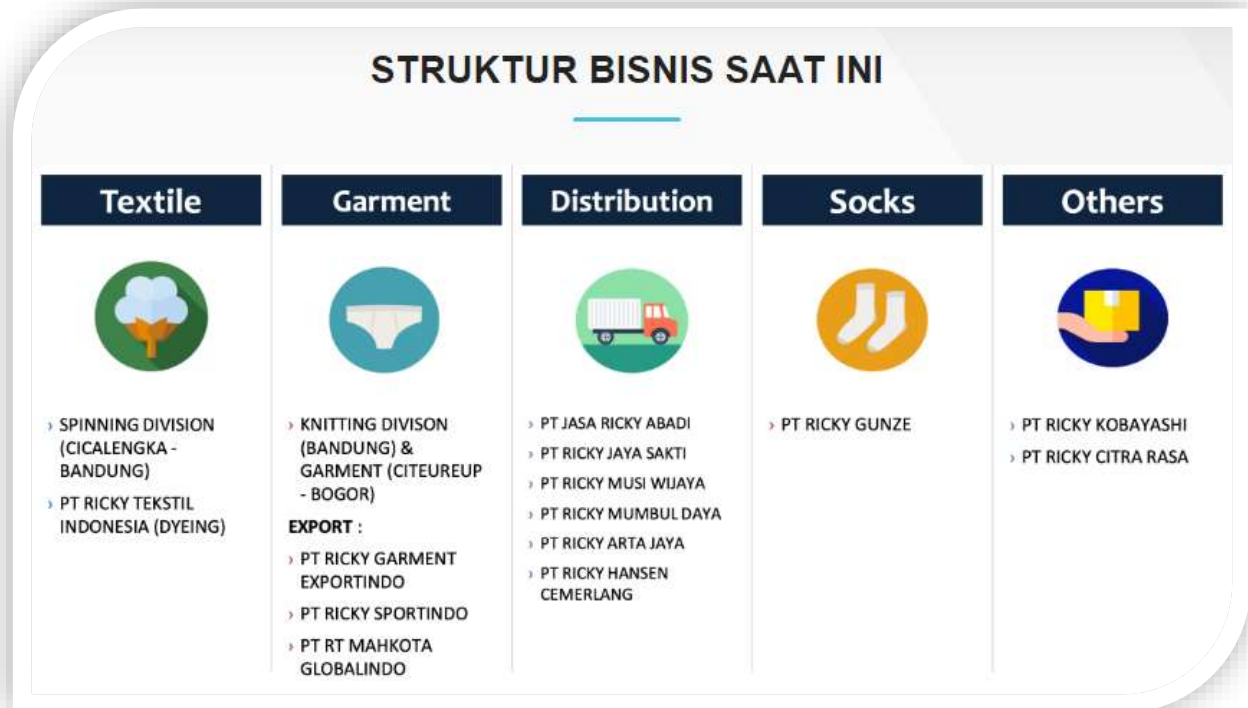 STRUKTUR BISNIS SAAT INI
Textile
› SPINNING DIVISION
(CICALENGKA -
BANDUNG)
› PT RICKY TEKSTIL
INDONESIA (DYEING)
Garment
› KNITTING DIVISON
(BANDUNG) &
GARMENT (CITEUREUP
- BOGOR)
EXPORT :
› PT RICKY GARMENT
EXPORTINDO
› PT RICKY SPORTINDO
› PT RT MAHKOTA
GLOBALINDO
Distribution
› PT JASA RICKY ABADI
› PT RICKY JAYA SAKTI
› PT RICKY MUSI WIJAYA
› PT RICKY MUMBUL DAYA
› PT RICKY ARTA JAYA
› PT RICKY HANSEN
CEMERLANG
Socks
› PT RICKY GUNZE
Others
› PT RICKY KOBAYASHI
› PT RICKY CITRA RASA